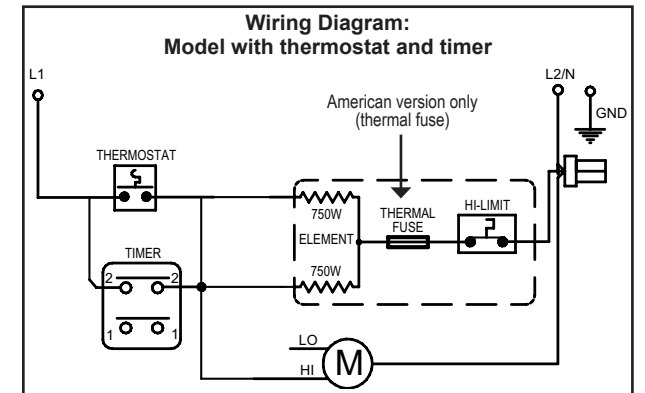 Wiring Diagram:
Model with thermostat and timer
L1
L2/N
American version only
(thermal fuse)
GND
THERMOSTAT
750W
THERMAL
FUSE
HI-LIMIT
ELEMENT
TIMER
750W
2
2
1
1
LO
HI
M